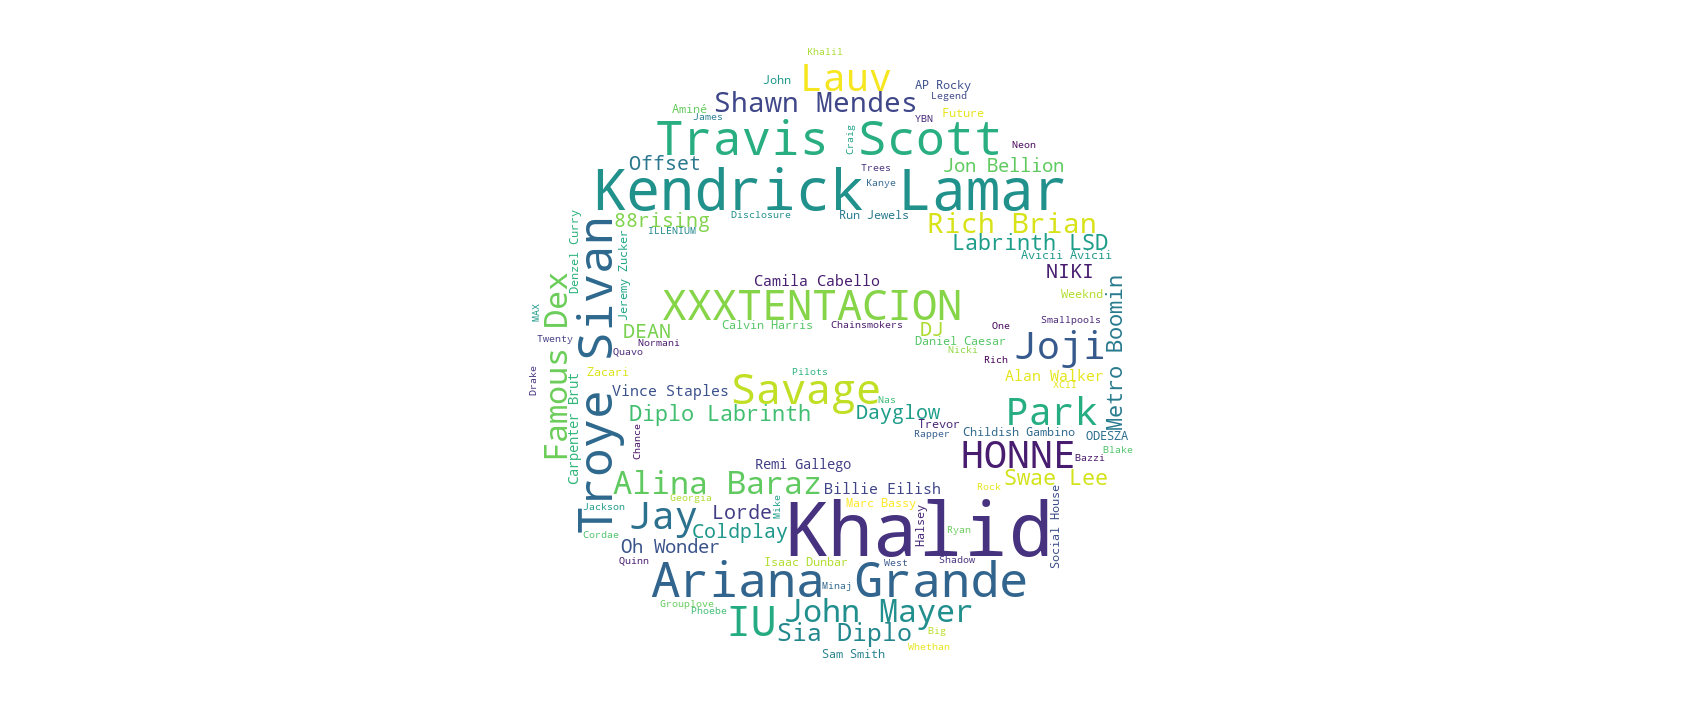 Khalil
Lauv
John
AP Rocky
Shawn Mendes
Legend
Aminé
James
YBN
Future
Travis Scott
Craig
Neon
Offset
Trees
Jon Bellion
Kendrick Lamar
Kanye
88rising
Disclosure
Run Jewels
Rich Brian
ILLENIUM
Labrinth LSD
Avicii Avicii
Denzel Curry
Jeremy Zucker
Troye Sivan
Famous Dex
NIKI
Camila Cabello
XXXTENTACION
Weeknd
Metro Boomin
MAX
Twenty
DEAN
Calvin Harris
Chainsmokers
DJ
One
Smallpools
Normani
Quavo
Daniel Caesar
Nicki
Rich
Joji
Drake
Zacari
Pilots
Alan Walker
XCII
Vince Staples
Savage
Nas
Carpenter Brut
Diplo Labrinth
Dayglow
Park
Trevor
Rapper
Childish Gambino
ODESZA
Chance
HONNE
Blake
Bazzi
Remi Gallego
Alina Baraz
Billie Eilish
Swae Lee
Rock
Georgia
Marc Bassy
Jackson
Jay
Lorde
Mike
Khalid
Halsey
Ryan
Social House
Coldplay
Cordae
Oh Wonder
Quinn
Isaac Dunbar
West
Shadow
Ariana Grande
Minaj
Grouplove
Phoebe
IU
John Mayer
Sia Diplo
Big
Whethan
Sam Smith